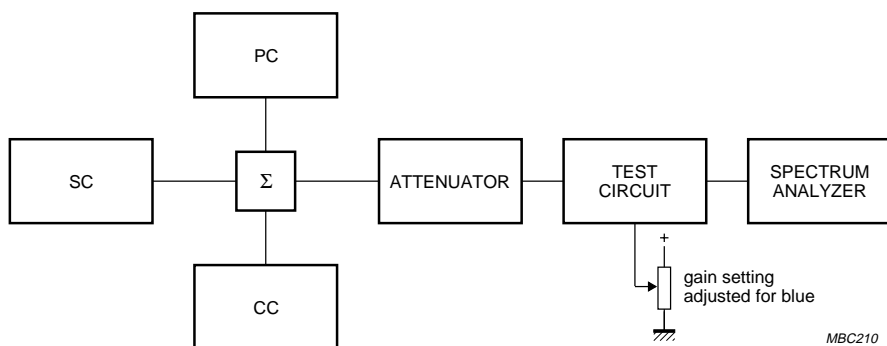 PC
SC
Σ
ATTENUATOR
TEST
CIRCUIT
SPECTRUM
ANALYZER
CC
+
gain setting
adjusted for blue
MBC210